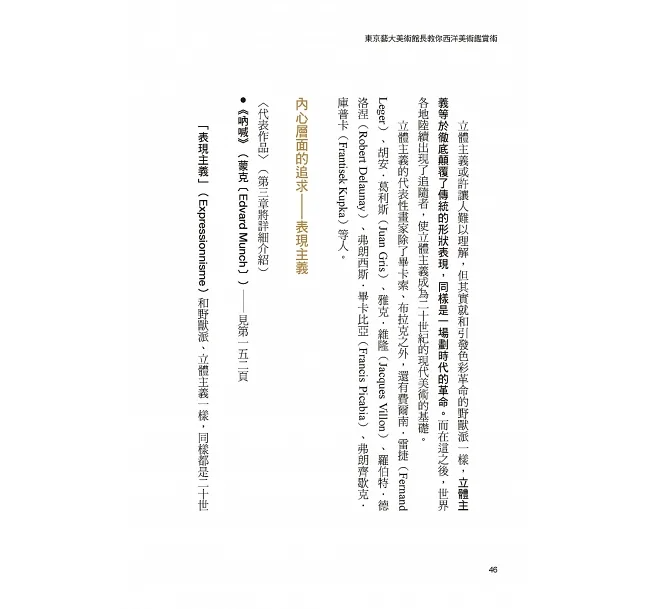 東京藝大美術館長教你西洋美術鑑賞術
立體主義或許讓人難以理解，但其實就和引發色彩革命的野獸派一樣，立體主
義等於徹底顛覆了傳統的形狀表現，同樣是一場劃時代的革命。而在這之後，世界
各地陸續出現了追隨者，使立體主義成為二十世紀的現代美術的基礎。
立體主義的代表性畫家除了畢卡索、布拉克之外，還有費爾南・雷捷（Fernand
Leger）、胡安・葛利斯（Juan Gris）、雅克・維隆（Jacques Villon）、羅伯特・德
洛涅（Robert Delaunay）、弗朗西斯・畢卡比亞（Francis Picabia）、弗朗齊歇克・
庫普卡（Frantisek Kupka）等人。
內心層面的追求——表現主義
〈代表作品〉（第三章將詳細介紹）
●《吶喊》（蒙克〔Edvard Munch〕）——見第一五二頁
「表現主義」（Expressionnisme）和野獸派、立體主義一樣，同樣都是二十世
46